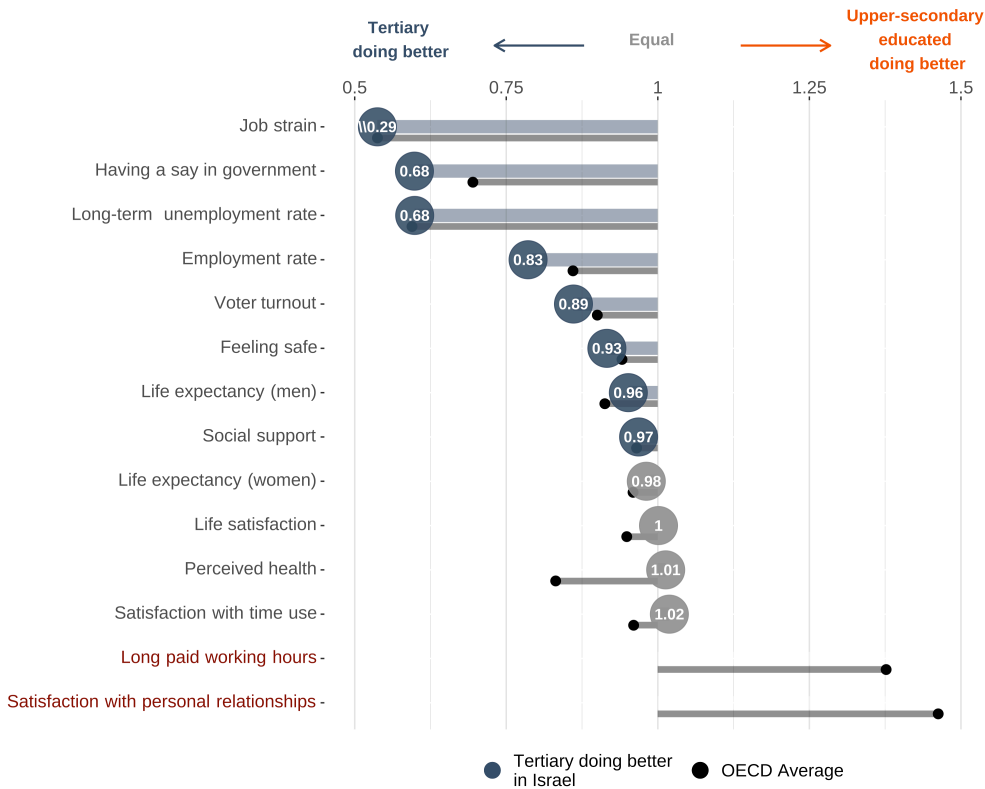 Tertiary
doing better
Equal
Upper-secondary
educated
doing better
0.5 0.75 1 1.25 1.5
Job strain \\0.29
Having a say in government 0.68
Long-term unemployment rate 0.68
Employment rate 0.83
Voter turnout 0.89
Feeling safe 0.93
Life expectancy (men) 0.96
Social support 0.97
Life expectancy (women) 0.98
Life satisfaction 1
Perceived health 1.01
Satisfaction with time use 1.02
Long paid working hours
Satisfaction with personal relationships
Tertiary doing better
in Israel
OECD Average